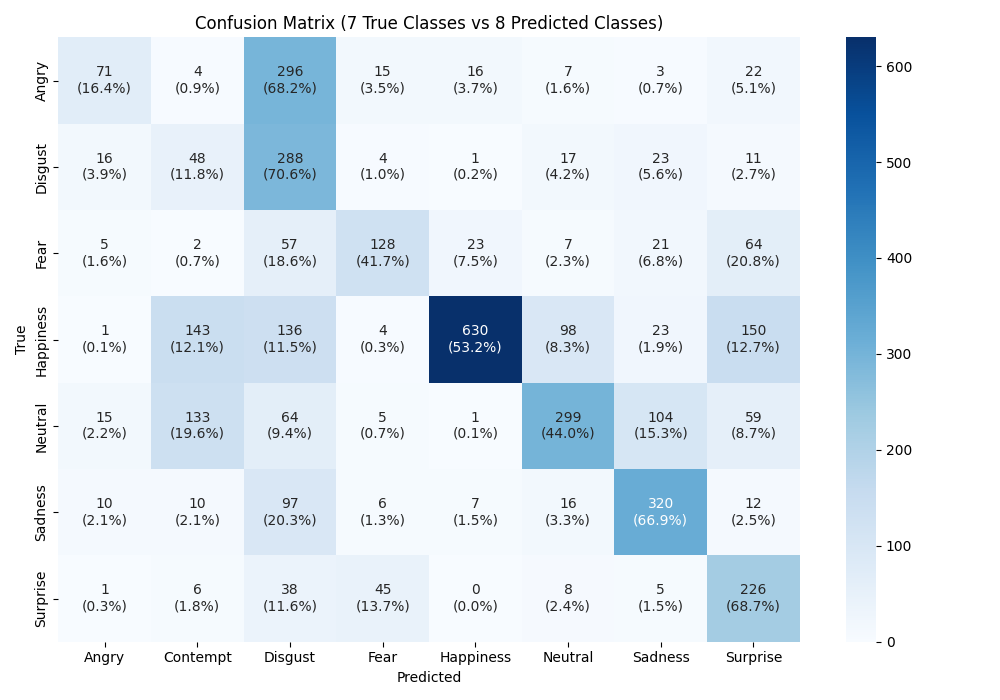 Confusion Matrix (7 True Classes vs 8 Predicted Classes)
True
Angry
71 4 296 15 16 7 3 22
(16.4%) (0.9%) (68.2%) (3.5%) (3.7%) (1.6%) (0.7%) (5.1%)
Disgust
16 48 288 4 1 17 23 11
(3.9%) (11.8%) (70.6%) (1.0%) (0.2%) (4.2%) (5.6%) (2.7%)
Fear
5 2 57 128 23 7 21 64
(1.6%) (0.7%) (18.6%) (41.7%) (7.5%) (2.3%) (6.8%) (20.8%)
Happiness
1 143 136 4 630 98 23 150
(0.1%) (12.1%) (11.5%) (0.3%) (53.2%) (8.3%) (1.9%) (12.7%)
Neutral
15 133 64 5 1 299 104 59
(2.2%) (19.6%) (9.4%) (0.7%) (0.1%) (44.0%) (15.3%) (8.7%)
Sadness
10 10 97 6 7 16 320 12
(2.1%) (2.1%) (20.3%) (1.3%) (1.5%) (3.3%) (66.9%) (2.5%)
Surprise
1 6 38 45 0 8 5 226
(0.3%) (1.8%) (11.6%) (13.7%) (0.0%) (2.4%) (1.5%) (68.7%)
Angry Contempt Disgust Fear Happiness Neutral Sadness Surprise
Predicted
600
500
400
300
200
100
0